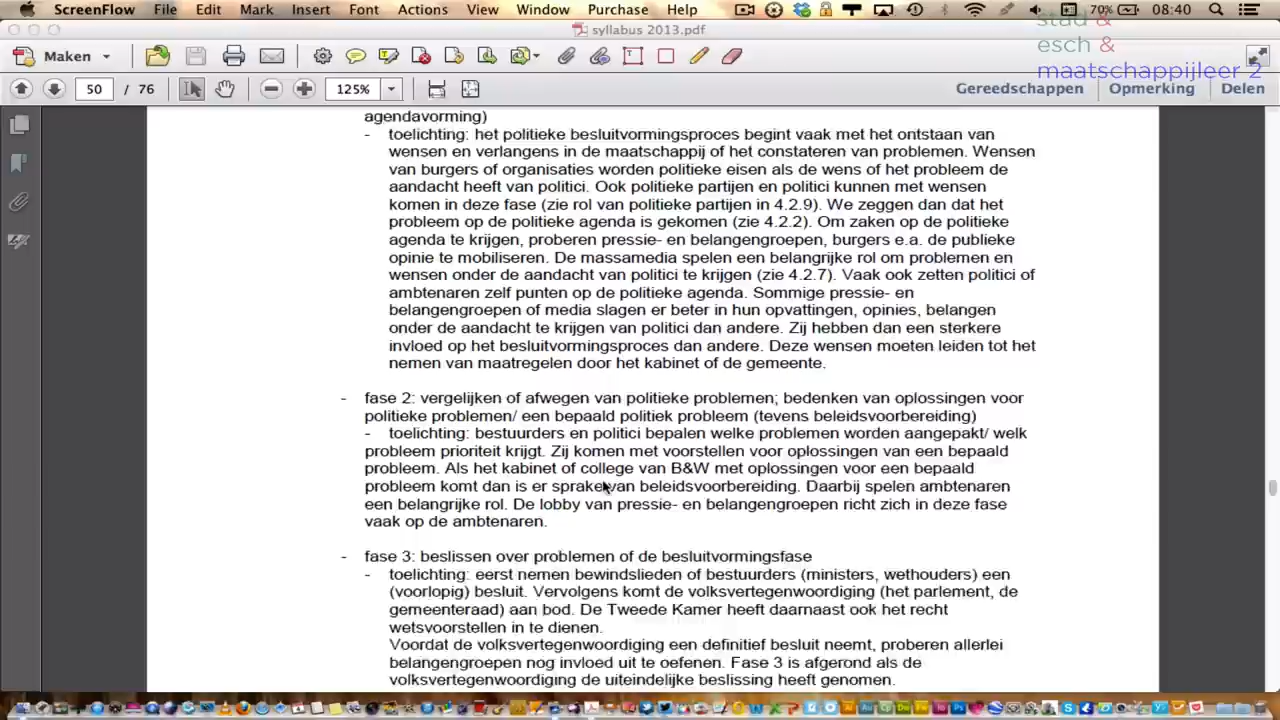 ScreenFlow File Edit Mark Insert Font Actions View Window Purchase Help 70% 08:40
syllabus 2013.pdf
stad &
esch &
maatschappijleer 2
Maken
50 / 76 125% Gereedschappen Opmerking Delen
agendavorming)
- toelichting: het politieke besluitvormingsproces begint vaak met het ontstaan van
wensen en verlangens in de maatschappij of het constateren van problemen. Wensen
van burgers of organisaties worden politieke eisen als de wens of het probleem de
aandacht heeft van politici. Ook politieke partijen en politici kunnen met wensen
komen in deze fase (zie rol van politieke partijen in 4.2.9). We zeggen dan dat het
probleem op de politieke agenda is gekomen (zie 4.2.2). Om zaken op de politieke
agenda te krijgen, proberen pressie- en belangengroepen, burgers e.a. de publieke
opinie te mobiliseren. De massamedia spelen een belangrijke rol om problemen en
wensen onder de aandacht van politici te krijgen (zie 4.2.7). Vaak ook zetten politici of
ambtenaren zelf punten op de politieke agenda. Sommige pressie- en
belangengroepen of media slagen er beter in hun opvattingen, opinies, belangen
onder de aandacht te krijgen van politici dan andere. Zij hebben dan een sterkere
invloed op het besluitvormingsproces dan andere. Deze wensen moeten leiden tot het
nemen van maatregelen door het kabinet of de gemeente.
- fase 2: vergelijken of afwegen van politieke problemen; bedenken van oplossingen voor
politieke problemen/ een bepaald politiek probleem (tevens beleidsvoorbereiding)
- toelichting: bestuurders en politici bepalen welke problemen worden aangepakt/ welk
probleem prioriteit krijgt. Zij komen met voorstellen voor oplossingen van een bepaald
probleem. Als het kabinet of college van B&W met oplossingen voor een bepaald
probleem komt dan is er sprake van beleidsvoorbereiding. Daarbij spelen ambtenaren
een belangrijke rol. De lobby van pressie- en belangengroepen richt zich in deze fase
vaak op de ambtenaren.
- fase 3: beslissen over problemen of de besluitvormingsfase
- toelichting: eerst nemen bewindslieden of bestuurders (ministers, wethouders) een
(voorlopig) besluit. Vervolgens komt de volksvertegenwoordiging (het parlement, de
gemeenteraad) aan bod. De Tweede Kamer heeft daarnaast ook het recht
wetsvoorstellen in te dienen.
Voordat de volksvertegenwoordiging een definitief besluit neemt, proberen allerlei
belangengroepen nog invloed uit te oefenen. Fase 3 is afgerond als de
volksvertegenwoordiging de uiteindelijke beslissing heeft genomen.